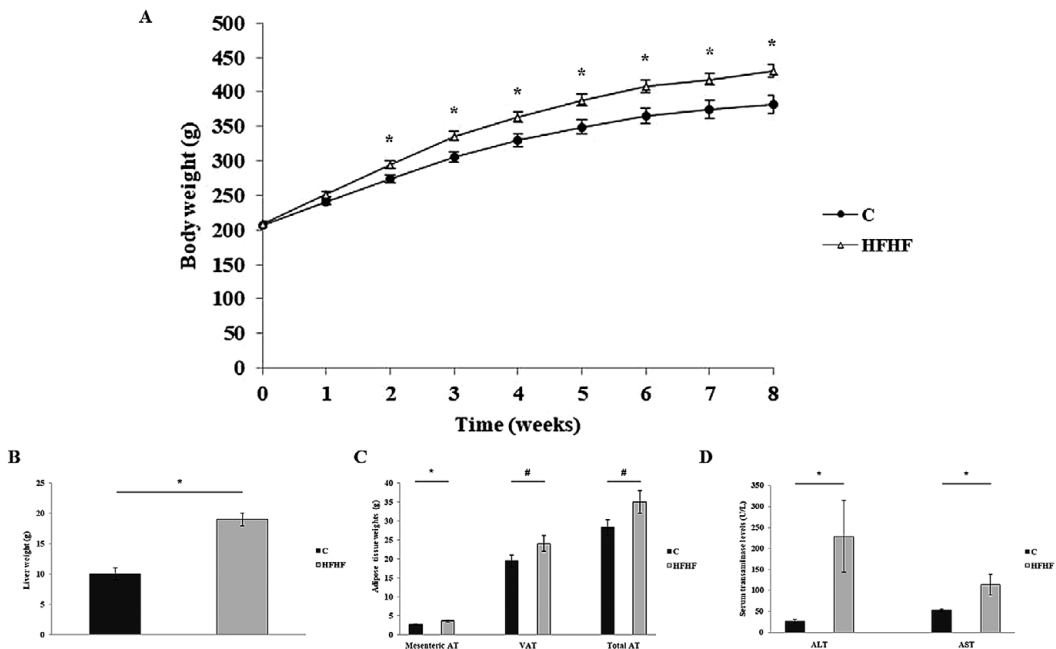 A
Body weight (g)
500
450
400
350
300
250
200
150
100
50
0
* * * * * * *
0 1 2 3 4 5 6 7 8
Time (weeks)
C
HFHF
B
Liver weight (g)
25
20
15
10
5
0
*
C
HFHF
C
Adipose tissue weights (g)
40
35
30
25
20
15
10
5
0
* # #
Mesenteric AT VAT Total AT
C
HFHF
D
Serum transaminase levels (U/L)
350
300
250
200
150
100
50
0
* *
ALT AST
C
HFHF